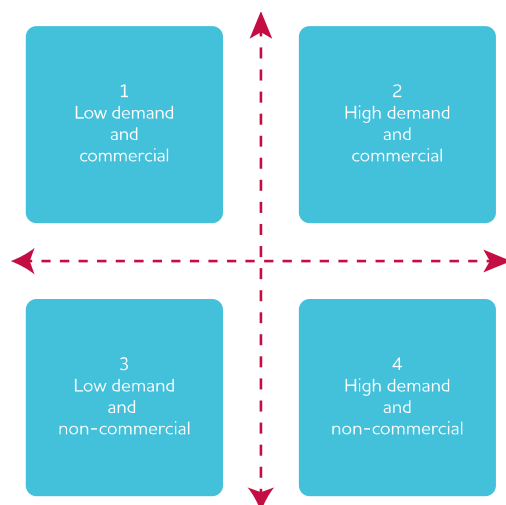 1
Low demand
and
commercial
2
High demand
and
commercial
3
Low demand
and
non-commercial
4
High demand
and
non-commercial